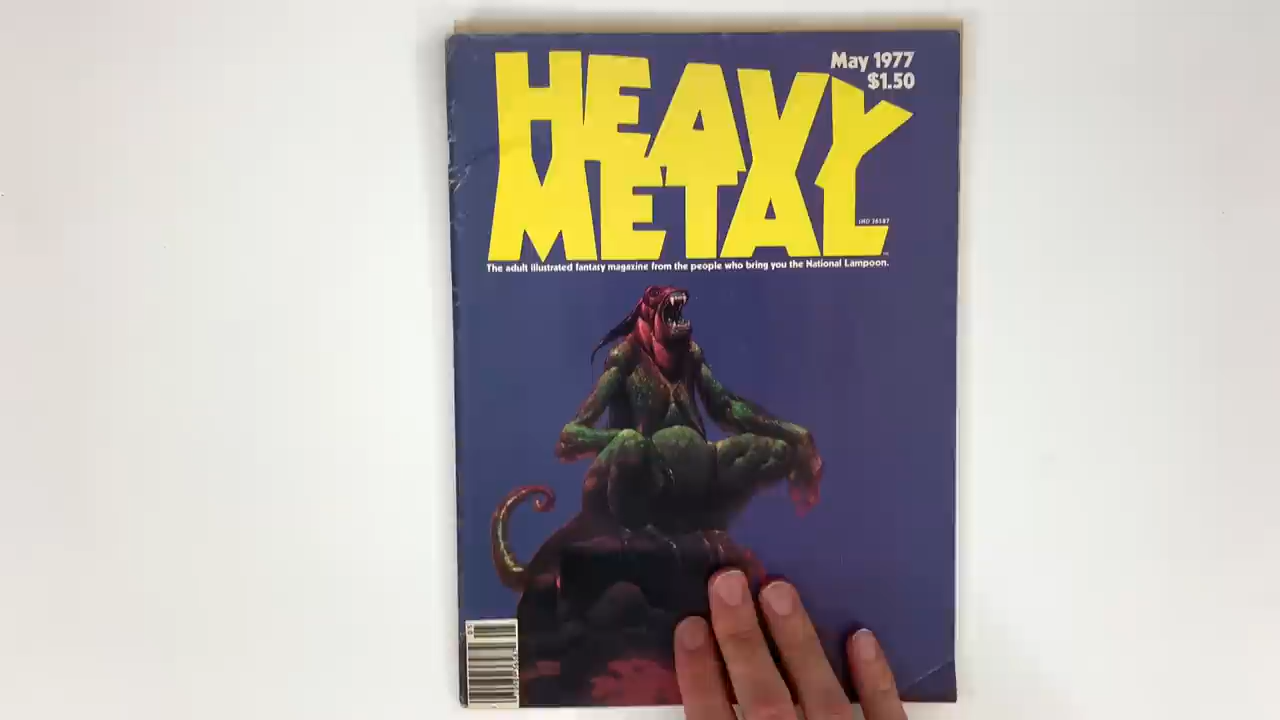 HEAVY
METAL
May 1977
$1.50
The adult illustrated fantasy magazine from the people who bring you the National Lampoon.
05